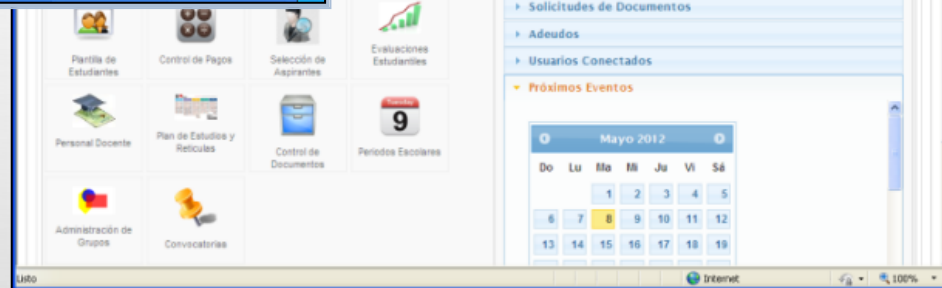 Plantilla de
Estudiantes
Control de Pagos
Selección de
Aspirantes
Evaluaciones
Estudiantiles
Personal Docente
Plan de Estudios y
Reticulas
Control de
Documentos
Tuesday
9
Periodos Escolares
Administración de
Grupos
Convocatorias
Solicitudes de Documentos
Adeudos
Usuarios Conectados
Próximos Eventos
Mayo 2012
Do Lu Ma Mi Ju Vi Sá
1 2 3 4 5
6 7 8 9 10 11 12
13 14 15 16 17 18 19
Listo
Internet
100%